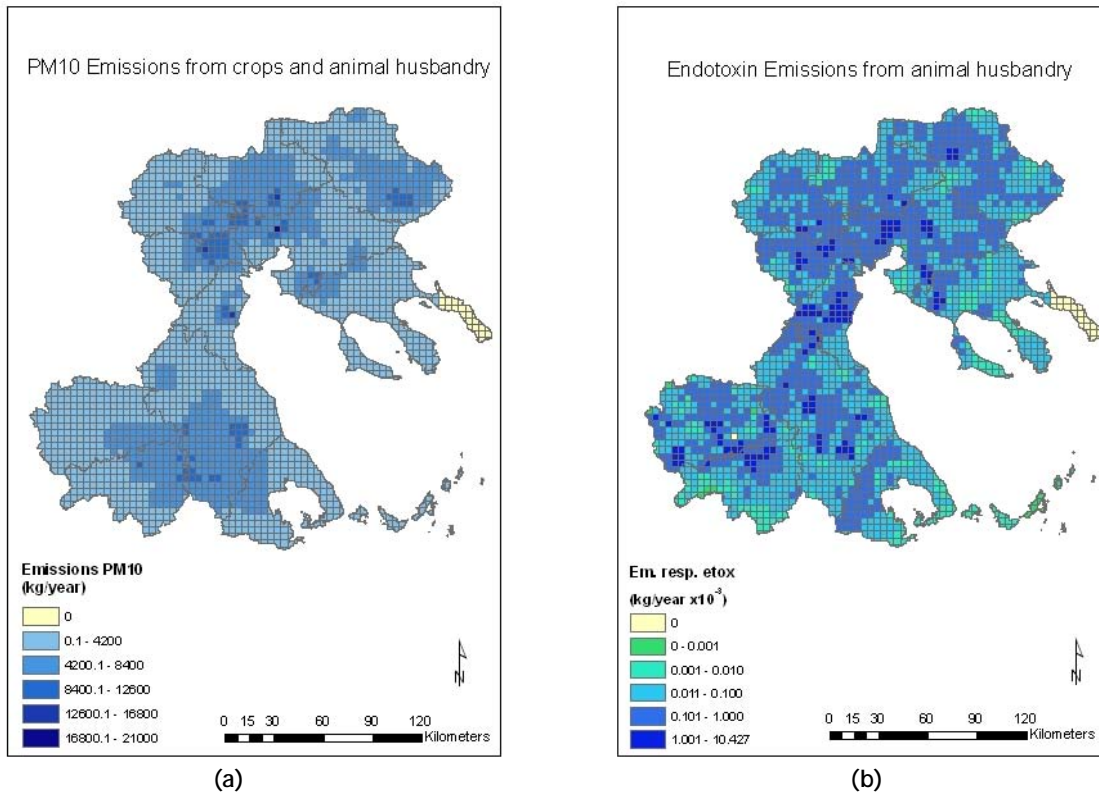 PM10 Emissions from crops and animal husbandry
Emissions PM10
(kg/year)
0
0.1 - 4200
4200.1 - 8400
8400.1 - 12600
12600.1 - 16800
16800.1 - 21000
N
0 15 30 60 90 120
Kilometers
(a)
Endotoxin Emissions from animal husbandry
Em. resp. etox
(kg/year x10⁻³)
0
0 - 0.001
0.001 - 0.010
0.011 - 0.100
0.101 - 1.000
1.001 - 10.427
N
0 15 30 60 90 120
Kilometers
(b)